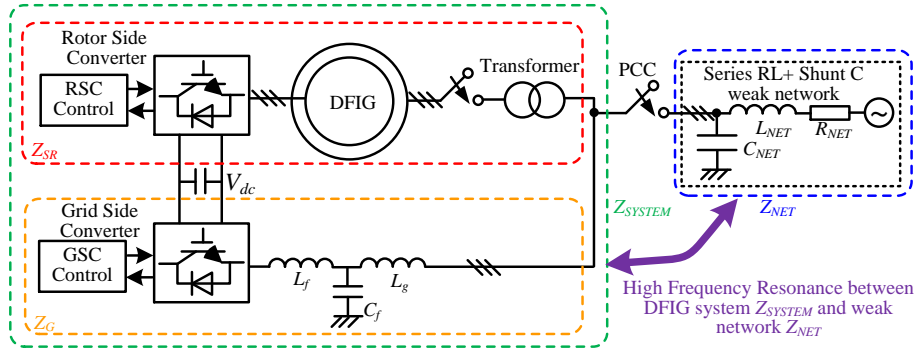 Rotor Side
Converter
RSC
Control
DFIG
Transformer
Z_SR
V_dc
Grid Side
Converter
GSC
Control
L_f
L_g
C_f
Z_G
Z_SYSTEM
PCC
Series RL+ Shunt C
weak network
L_NET
R_NET
C_NET
Z_NET
High Frequency Resonance between
DFIG system Z_SYSTEM and weak
network Z_NET